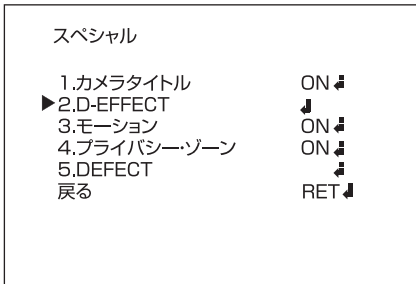 スペシャル
1.カメラタイトル ON↲
▶2.D-EFFECT ↲
3.モーション ON↲
4.プライバシー・ゾーン ON↲
5.DEFECT ↲
戻る RET↲